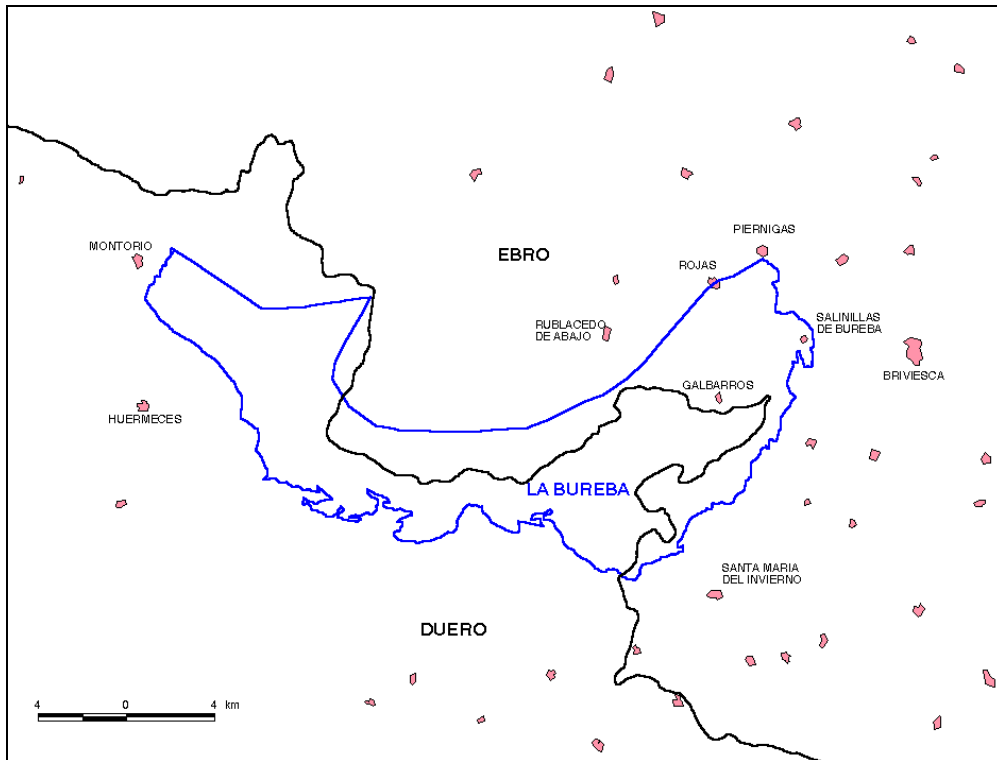 PIERNIGAS
MONTORIO
EBRO
ROJAS
SALINILLAS
DE BUREBA
RUBLACEDO
DE ABAJO
BRIVIESCA
GALBARROS
HUERMECES
LA BUREBA
SANTA MARIA
DEL INVIERNO
DUERO
4 0 4 km